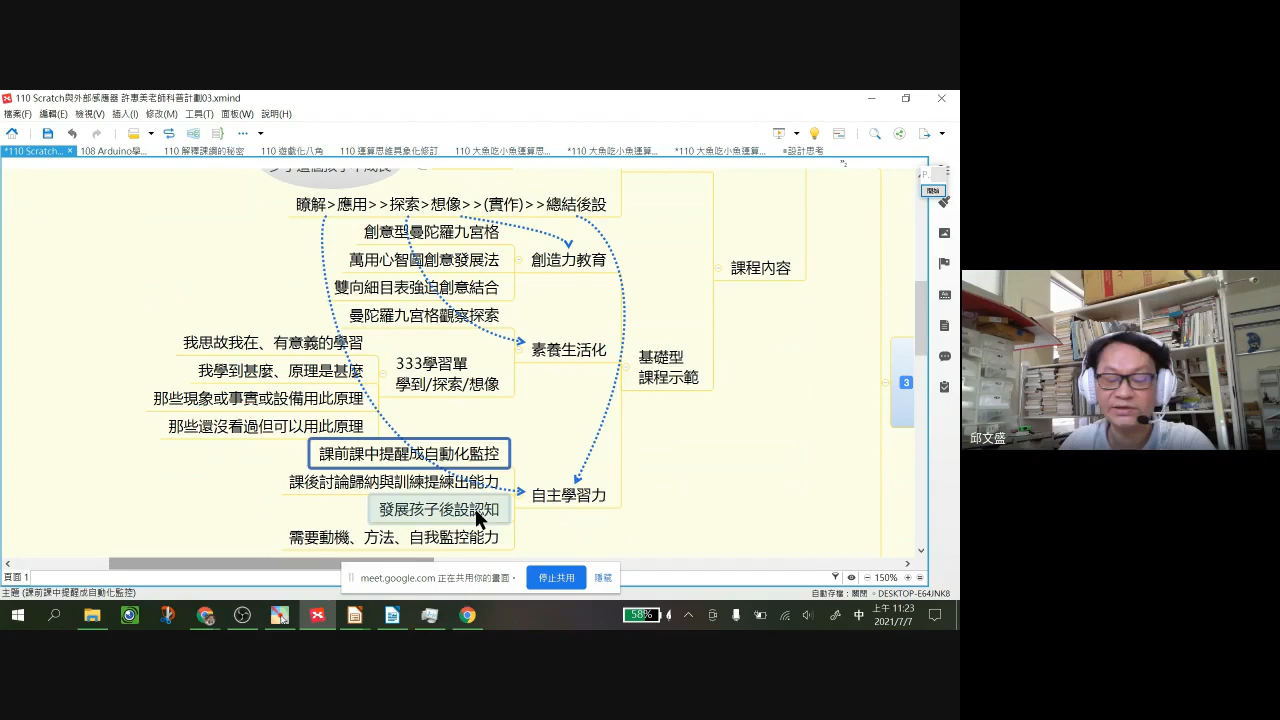 110 Scratch與外部感應器 許惠美老師科普計劃03.xmind
檔案(F) 編輯(E) 檢視(V) 插入(I) 修改(M) 工具(T) 面板(W) 說明(H)
*110 Scratch... 108 Arduino學... 110 解釋課講的秘密 110 遊戲化八角 110 運算思維具象化修訂 110 大魚吃小魚運算思... *110 大魚吃小魚運算... *110 大魚吃小魚運算... 設計思考
開始
瞭解>應用>>探索>想像>>(實作)>>總結後設
創意型曼陀羅九宮格
萬用心智圖創意發展法
創造力教育
課程內容
雙向細目表強迫創意結合
曼陀羅九宮格觀察探索
我思故我在、有意義的學習
素養生活化
333學習單
學到/探索/想像
基礎型
課程示範
我學到甚麼、原理是甚麼
3
那些現象或事實或設備用此原理
那些還沒看過但可以用此原理
邱文盛
課前課中提醒成自動化監控
課後討論歸納與訓練提練出能力
自主學習力
發展孩子後設認知
需要動機、方法、自我監控能力
頁面 1
meet.google.com 正在共用你的畫面。
停止共用
隱藏
150%
主題 (課前課中提醒成自動化監控)
自動存檔：關閉
DESKTOP-E64JNK8
58%
中
上午 11:23
2021/7/7